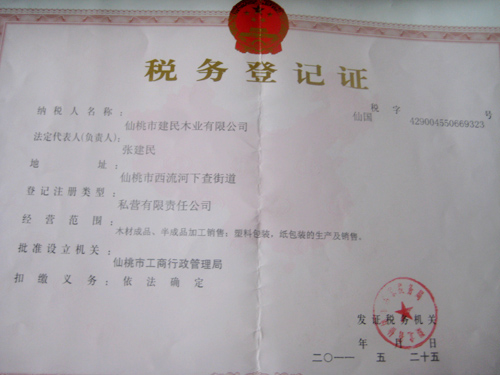 税务登记证
税 字 号
仙国 429004550669323
纳税人名称： 仙桃市建民木业有限公司
法定代表人(负责人)： 张建民
地 址： 仙桃市西流河下查街道
登记注册类型： 私营有限责任公司
经营范围： 木材成品、半成品加工销售；塑料包装、纸包装的生产及销售。
批准设立机关： 仙桃市工商行政管理局
扣缴义务： 依法确定
发证税务机关
年 月 日
二〇一一 五 二十五